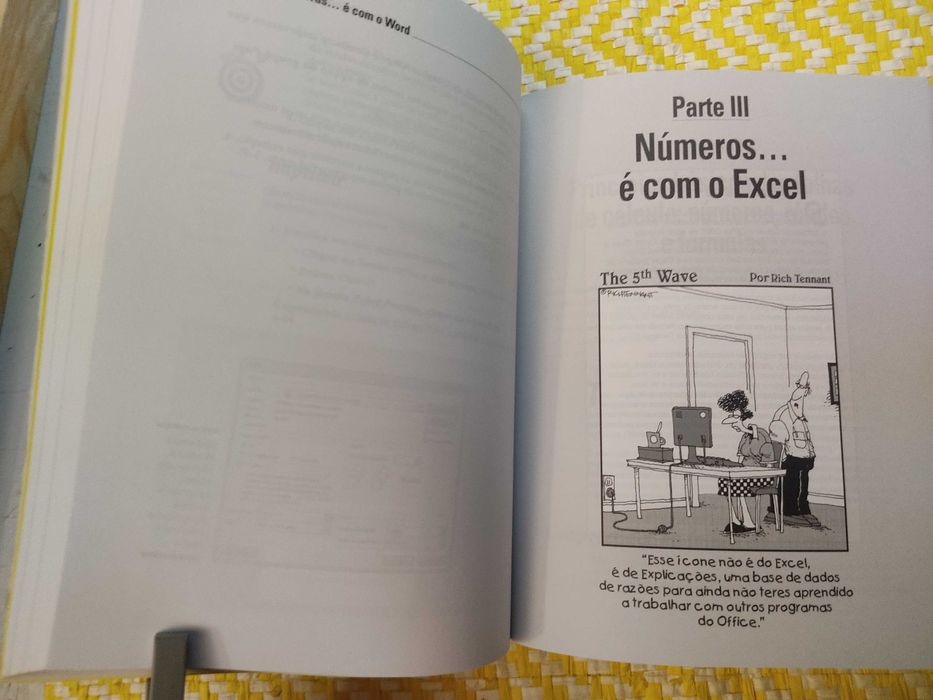 ... é com o Word
Parte III
Números...
é com o Excel
The 5th Wave
Por Rich Tennant
©RICHTENNANT
"Esse ícone não é do Excel,
é de Explicações, uma base de dados
de razões para ainda não teres aprendido
a trabalhar com outros programas
do Office."